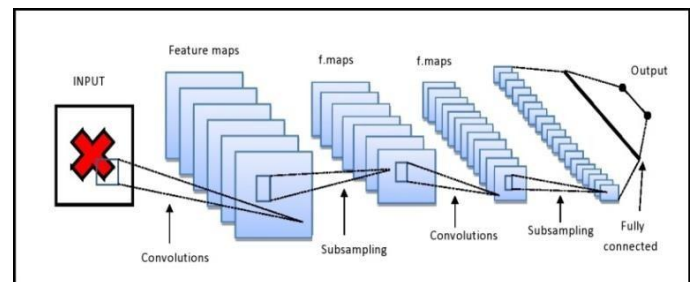 Feature maps
f.maps
f.maps
INPUT
Output
Convolutions
Subsampling
Convolutions
Subsampling
Fully
connected